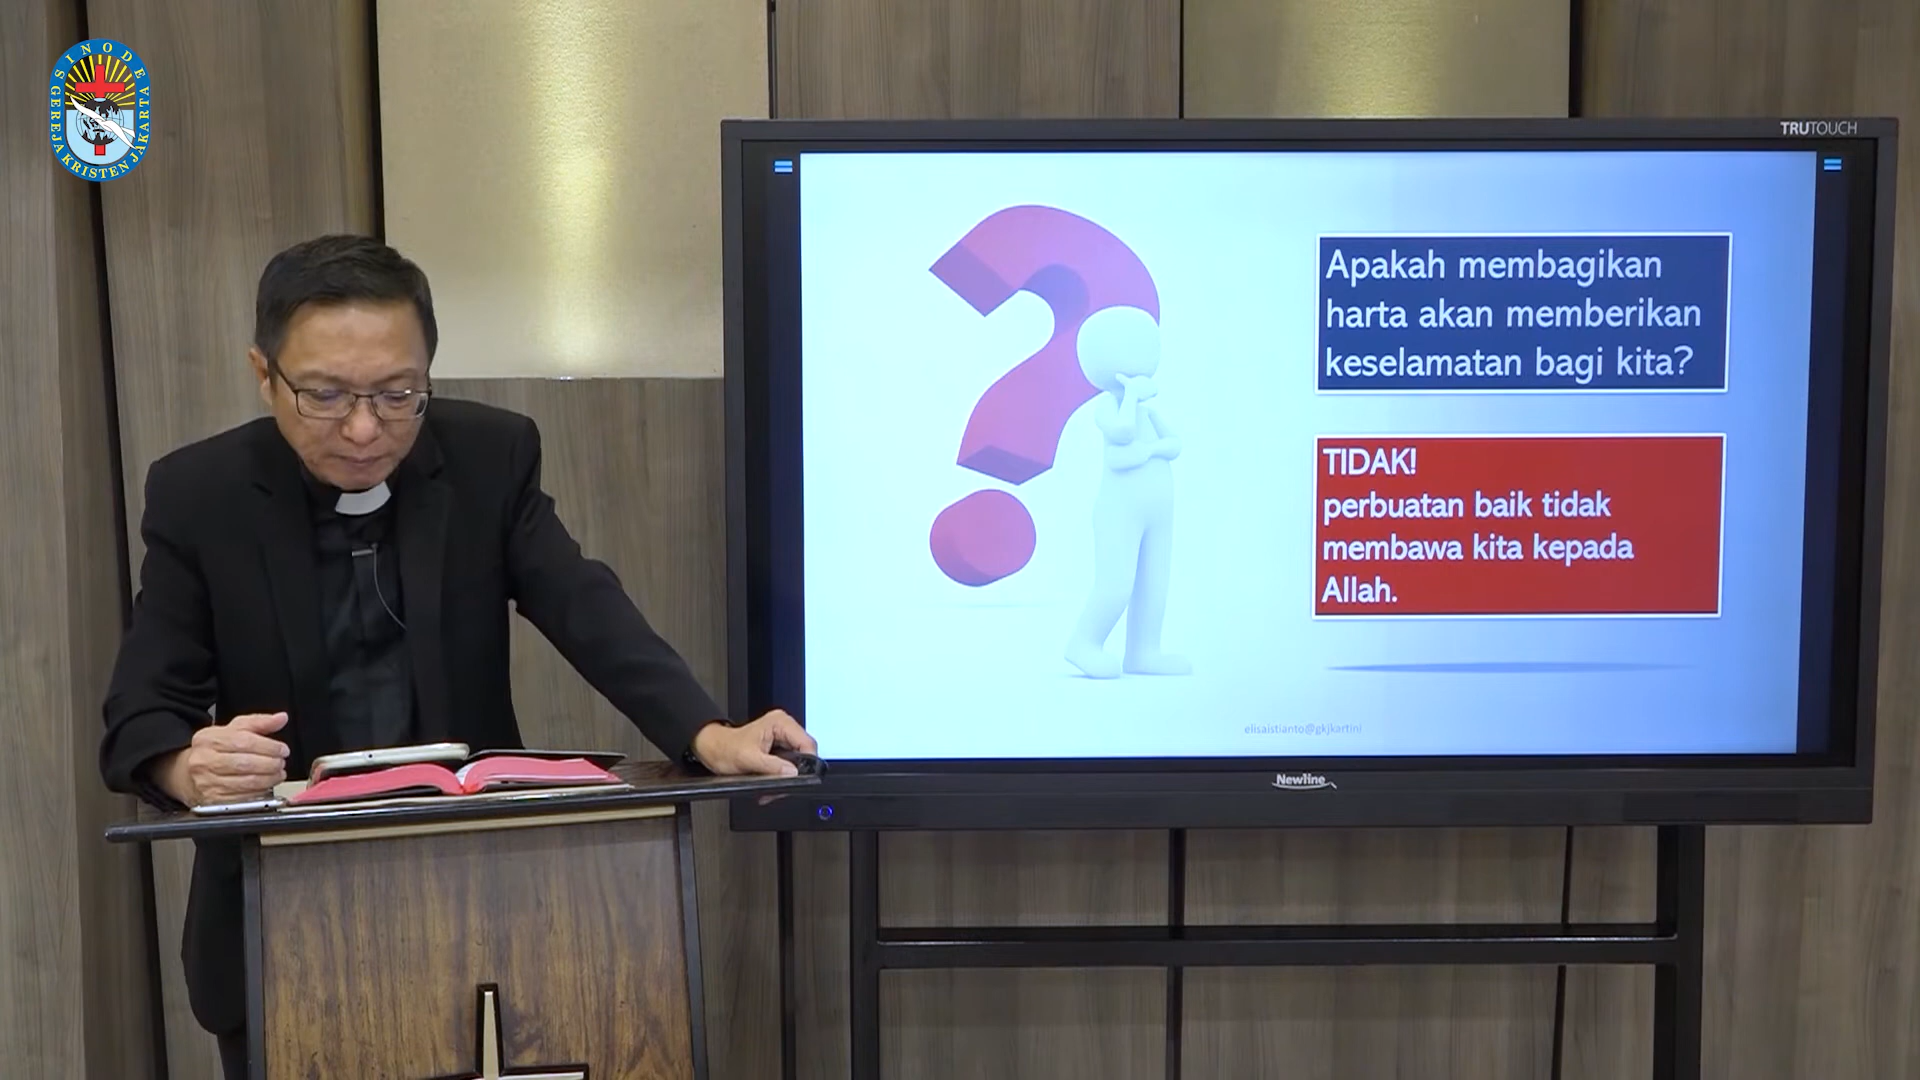 SINODE
GEREJA KRISTEN JAKARTA
TRUTOUCH
Apakah membagikan
harta akan memberikan
keselamatan bagi kita?
TIDAK!
perbuatan baik tidak
membawa kita kepada
Allah.
elisaistianto@gkjkartini
Newline